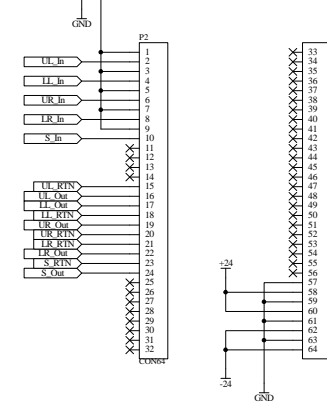 GND
P2
1
UL_In 2
3
LL_In 4
5
UR_In 6
7
LR_In 8
9
S_In 10
11
12
13
14
UL_RTN 15
UL_Out 16
LL_Out 17
LL_RTN 18
UR_Out 19
UR_RTN 20
LR_RTN 21
LR_Out 22
S_RTN 23
S_Out 24
25
26
27
28
29
30
31
32
CON64
33
34
35
36
37
38
39
40
41
42
43
44
45
46
47
48
49
50
51
52
53
54
55
56
57
58
59
60
61
62
63
64
+24
-24
GND